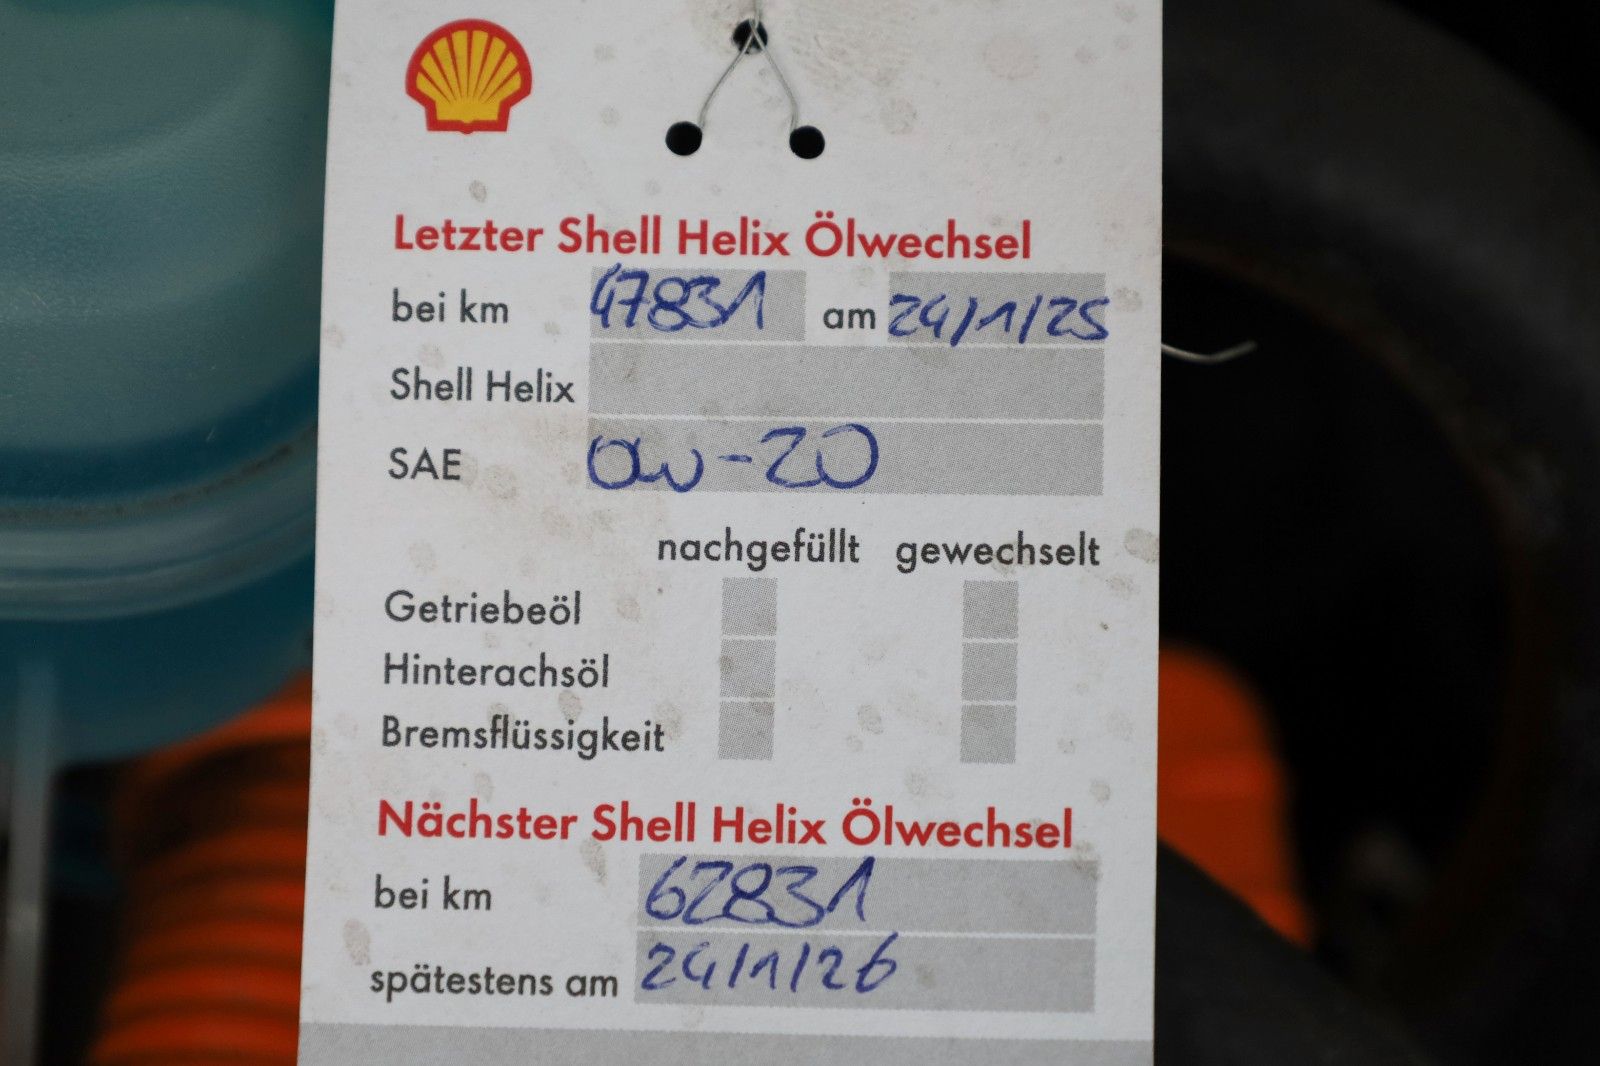 Letzter Shell Helix Ölwechsel
bei km 47831 am 24/1/25
Shell Helix
SAE 0w-20
nachgefüllt gewechselt
Getriebeöl
Hinterachsöl
Bremsflüssigkeit
Nächster Shell Helix Ölwechsel
bei km 62831
spätestens am 24/1/26